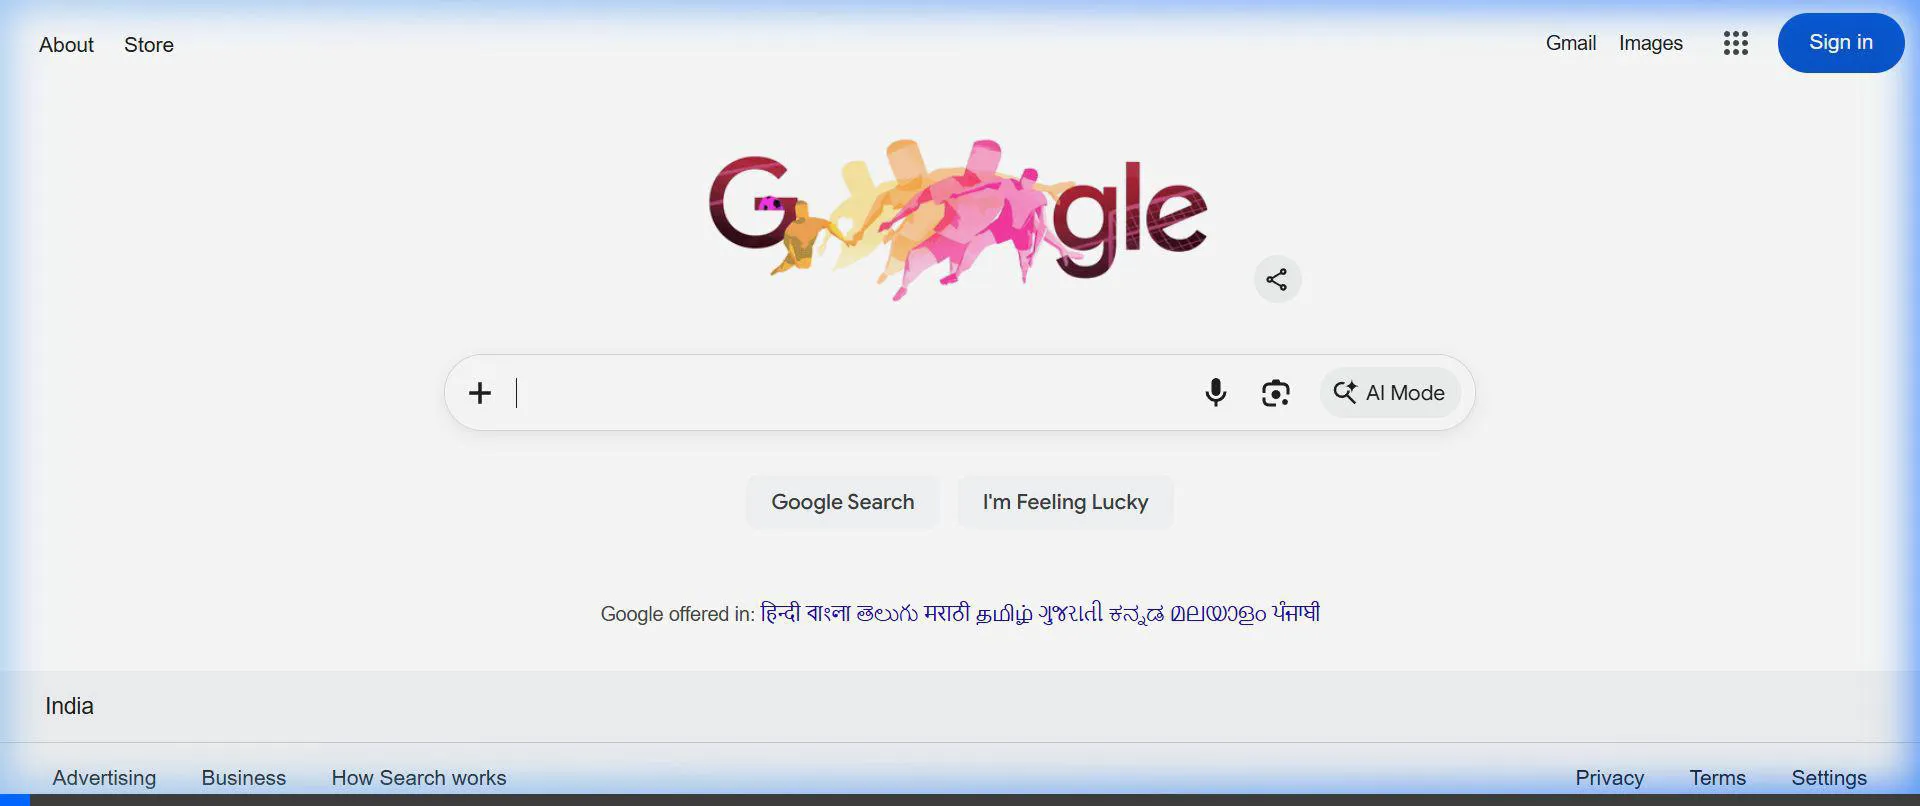 About Store Gmail Images Sign in
Google
AI Mode
Google Search I'm Feeling Lucky
Google offered in: हिन्दी বাংলা తెలుగు मराठी தமிழ் ગુજરાતી ಕನ್ನಡ മലയാളം ਪੰਜਾਬੀ
India
Advertising Business How Search works Privacy Terms Settings